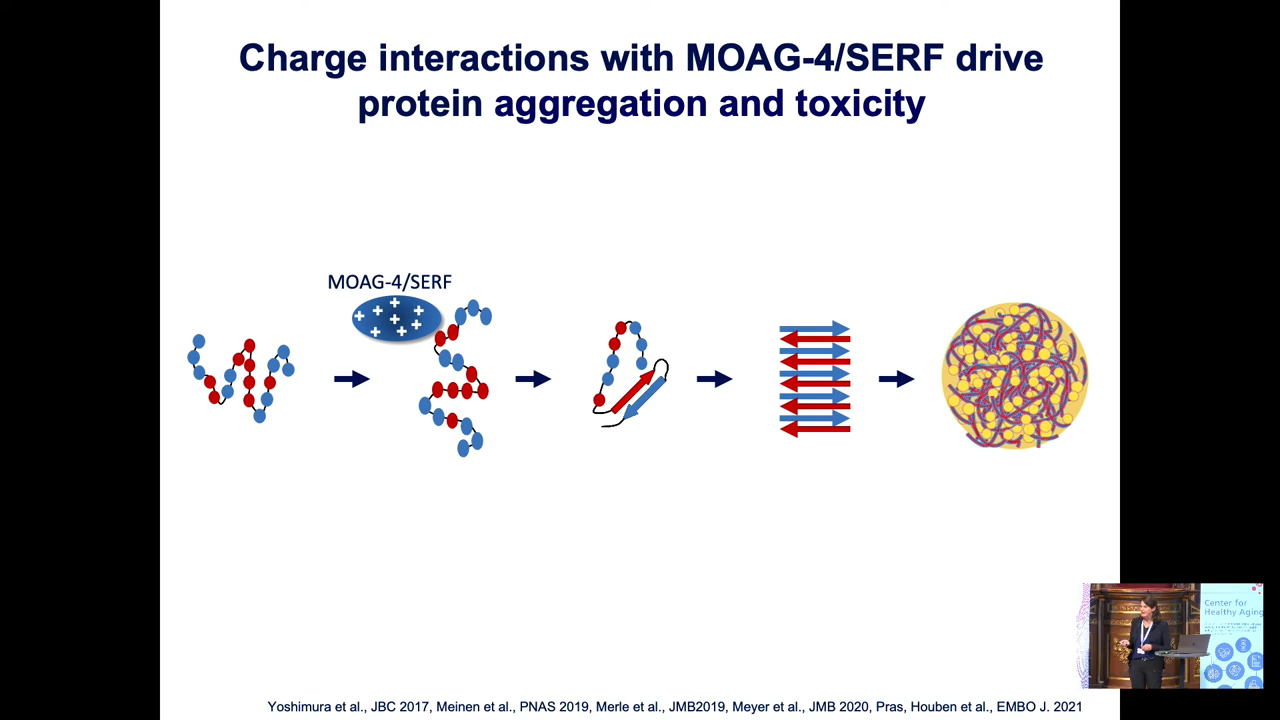 Charge interactions with MOAG-4/SERF drive
protein aggregation and toxicity
MOAG-4/SERF
Center for
Healthy Aging
Yoshimura et al., JBC 2017, Meinen et al., PNAS 2019, Merle et al., JMB2019, Meyer et al., JMB 2020, Pras, Houben et al., EMBO J. 2021